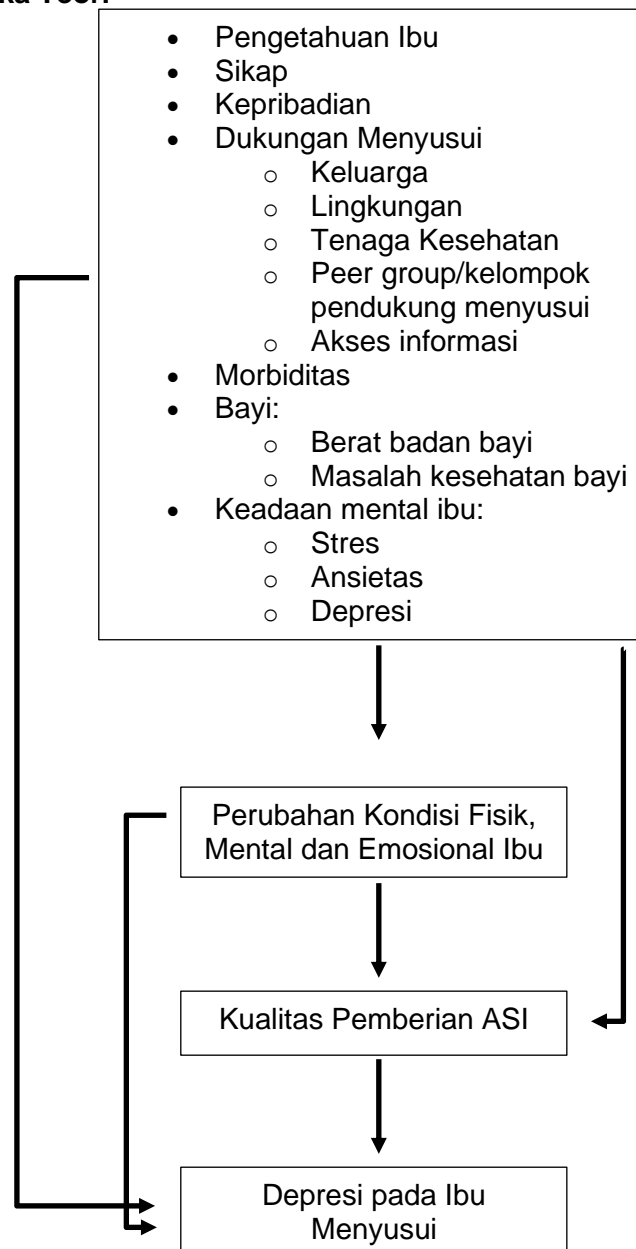 • Pengetahuan Ibu
• Sikap
• Kepribadian
• Dukungan Menyusui
o Keluarga
o Lingkungan
o Tenaga Kesehatan
o Peer group/kelompok
pendukung menyusui
o Akses informasi
• Morbiditas
• Bayi:
o Berat badan bayi
o Masalah kesehatan bayi
• Keadaan mental ibu:
o Stres
o Ansietas
o Depresi
Perubahan Kondisi Fisik,
Mental dan Emosional Ibu
Kualitas Pemberian ASI
Depresi pada Ibu
Menyusui